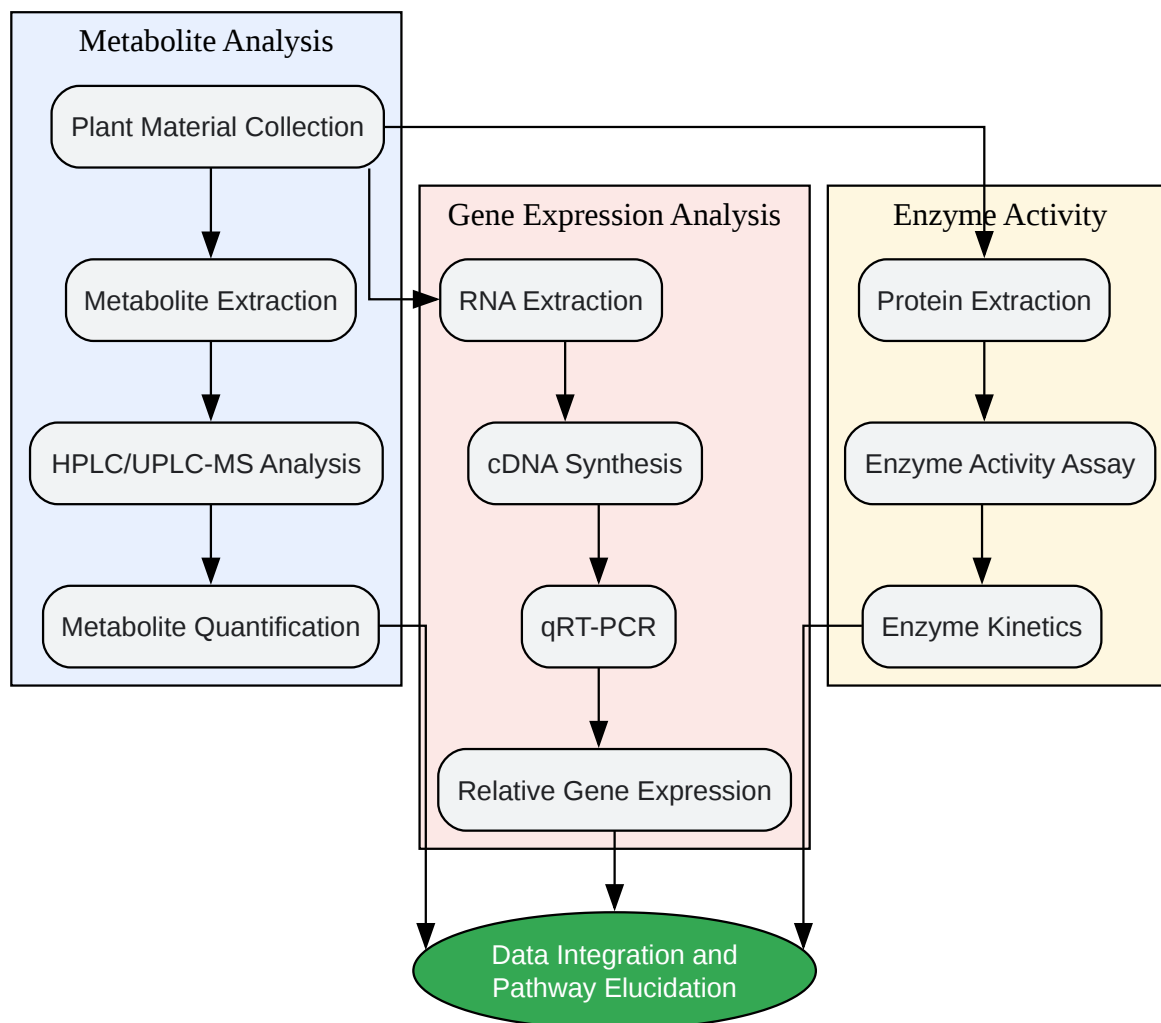 Metabolite Analysis
Plant Material Collection
Metabolite Extraction
HPLC/UPLC-MS Analysis
Metabolite Quantification
Gene Expression Analysis
RNA Extraction
cDNA Synthesis
qRT-PCR
Relative Gene Expression
Enzyme Activity
Protein Extraction
Enzyme Activity Assay
Enzyme Kinetics
Data Integration and
Pathway Elucidation